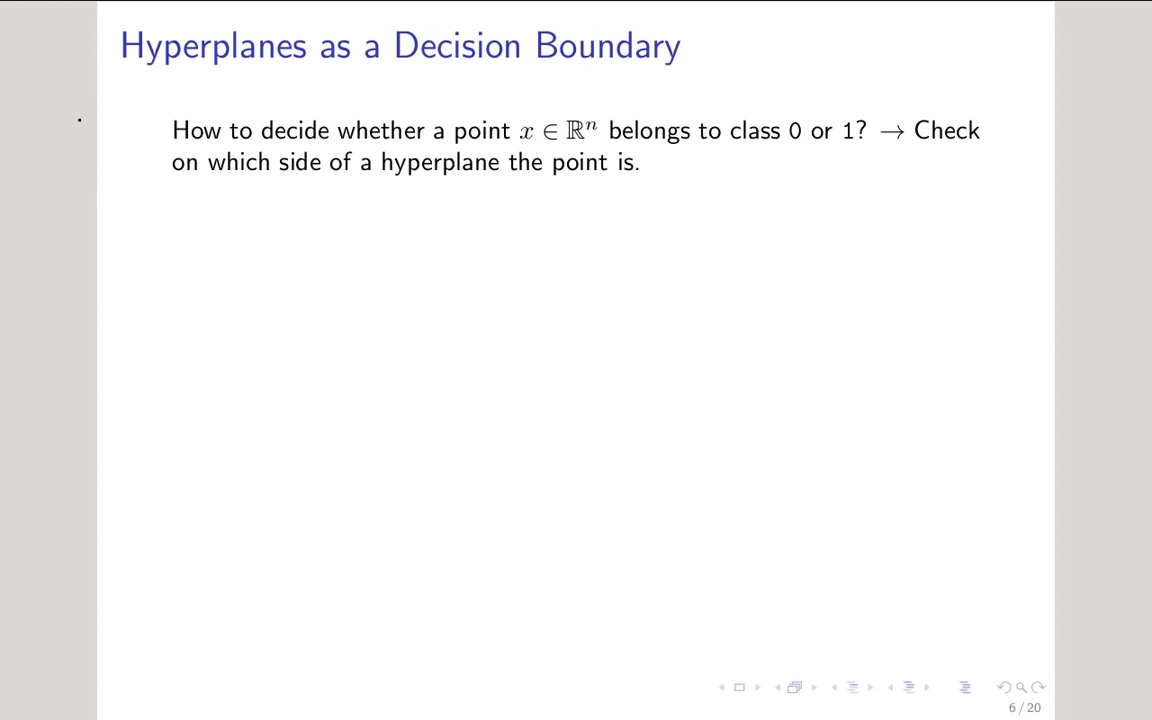 Hyperplanes as a Decision Boundary
How to decide whether a point x ∈ ℝⁿ belongs to class 0 or 1? → Check
on which side of a hyperplane the point is.
6 / 20